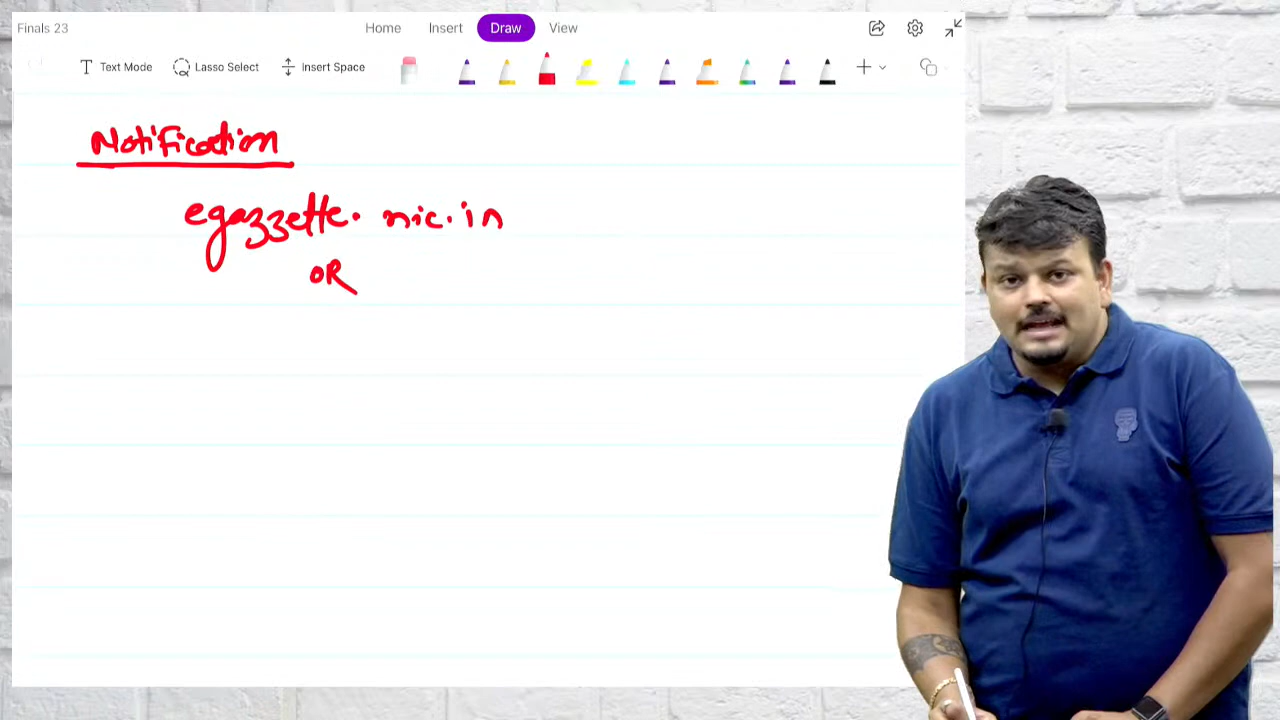 Finals 23
Home Insert Draw View
Text Mode Lasso Select Insert Space
Notification
egazzette.nic.in
OR